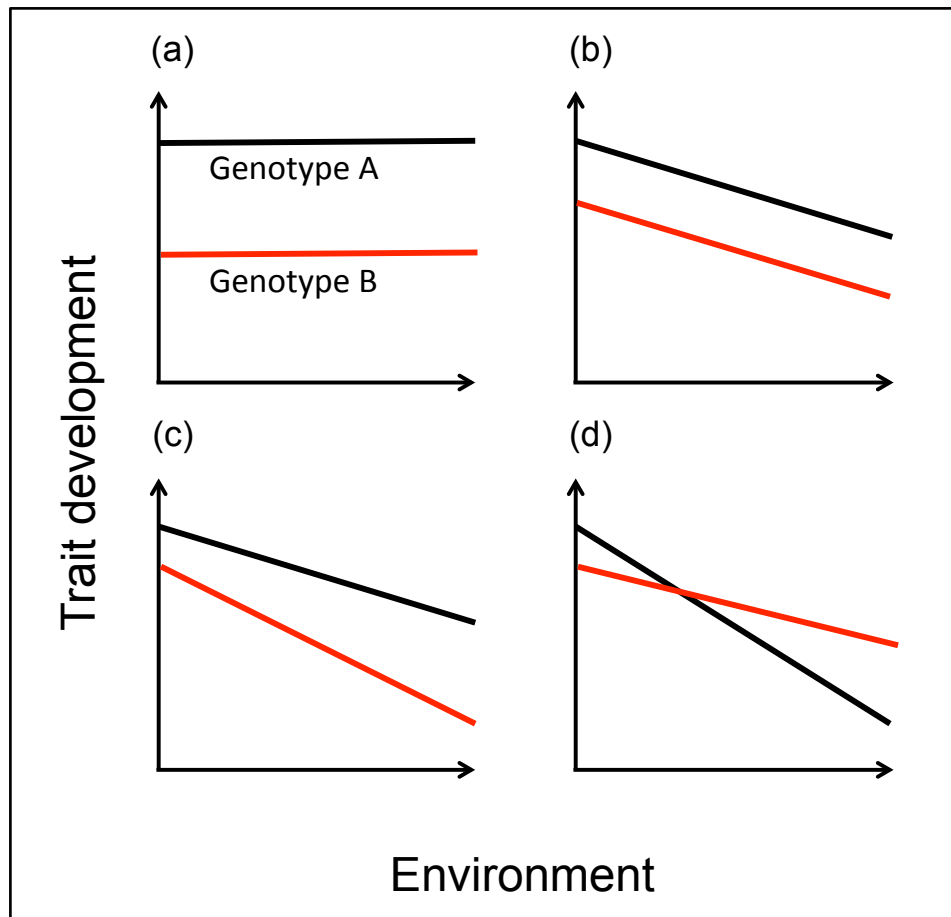 (a)
(b)
Genotype A
Genotype B
Trait development
(c)
(d)
Environment